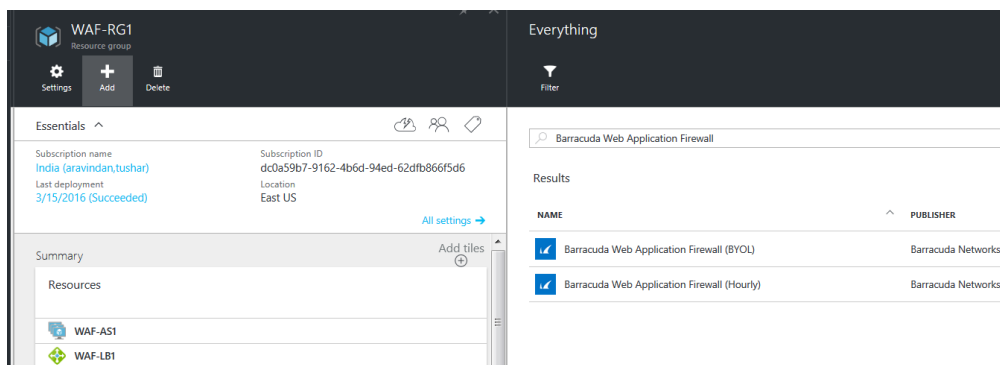 WAF-RG1
Resource group
Settings
Add
Delete
Essentials
Subscription name
India (aravindan,tushar)
Last deployment
3/15/2016 (Succeeded)
Subscription ID
dc0a59b7-9162-4b6d-94ed-62dfb866f5d6
Location
East US
All settings
Summary
Add tiles
Resources
WAF-AS1
WAF-LB1
Everything
Filter
Barracuda Web Application Firewall
Results
NAME PUBLISHER
Barracuda Web Application Firewall (BYOL) Barracuda Networks
Barracuda Web Application Firewall (Hourly) Barracuda Networks